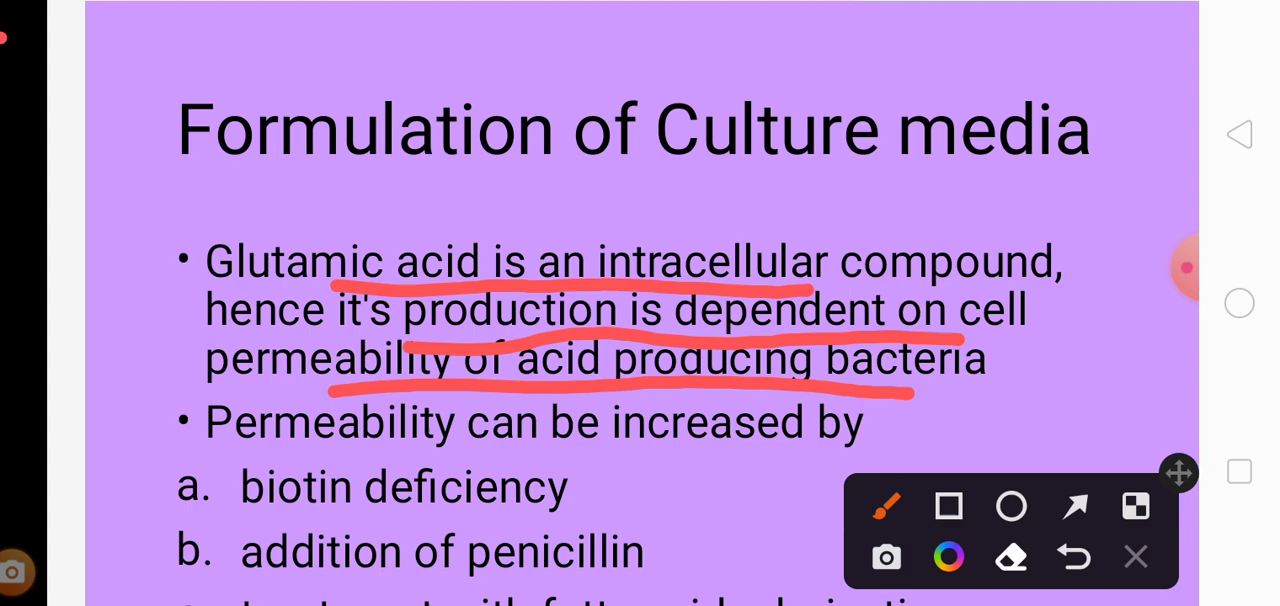 Formulation of Culture media
• Glutamic acid is an intracellular compound,
hence it's production is dependent on cell
permeability of acid producing bacteria
• Permeability can be increased by
a. biotin deficiency
b. addition of penicillin